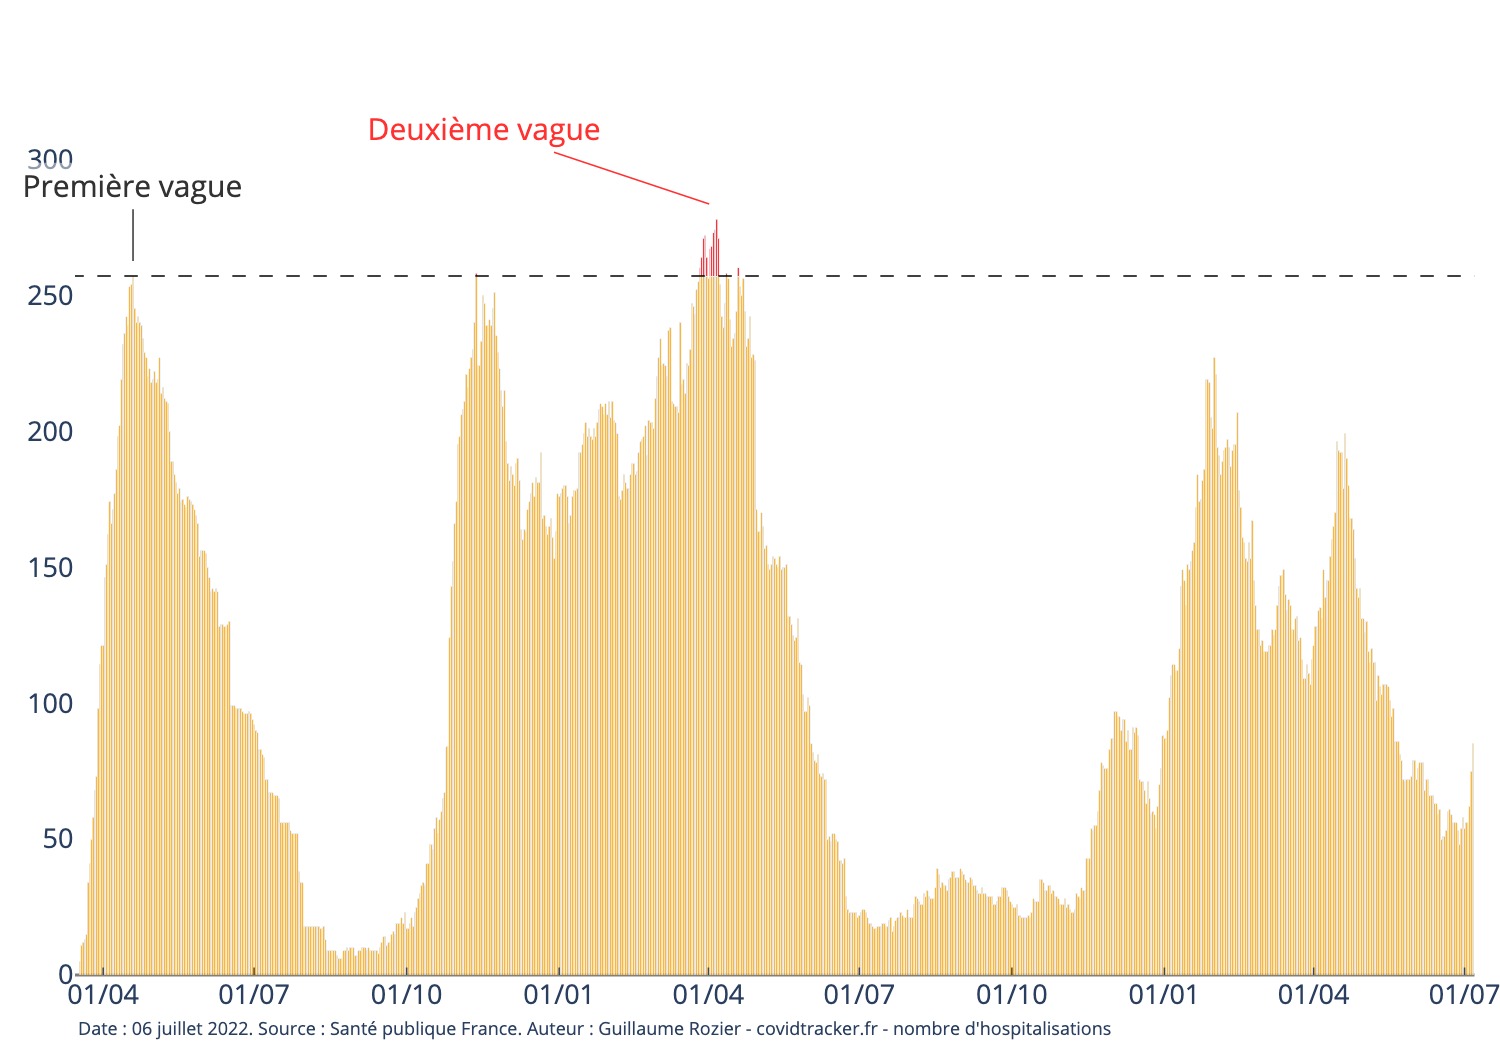 Deuxième vague
300
Première vague
250
200
150
100
50
0
01/04 01/07 01/10 01/01 01/04 01/07 01/10 01/01 01/04 01/07
Date : 06 juillet 2022. Source : Santé publique France. Auteur : Guillaume Rozier - covidtracker.fr - nombre d'hospitalisations